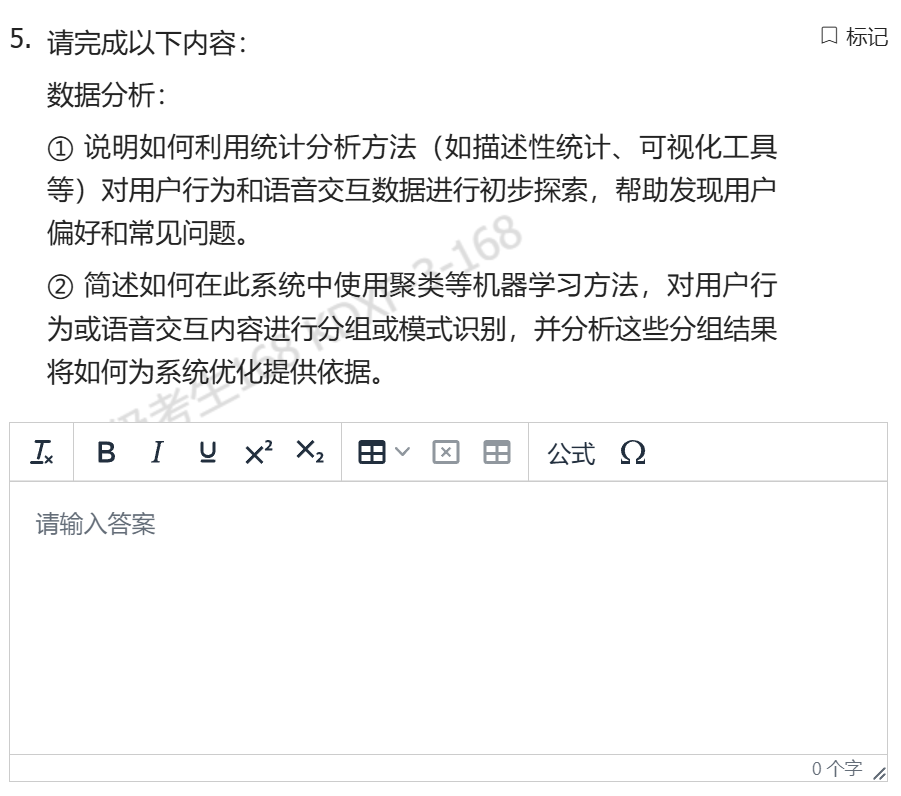 5. 请完成以下内容： 标记
数据分析：
① 说明如何利用统计分析方法（如描述性统计、可视化工具
等）对用户行为和语音交互数据进行初步探索，帮助发现用户
偏好和常见问题。
② 简述如何在此系统中使用聚类等机器学习方法，对用户行
为或语音交互内容进行分组或模式识别，并分析这些分组结果
将如何为系统优化提供依据。
B I U X² X₂ 公式 Ω
请输入答案
0 个字